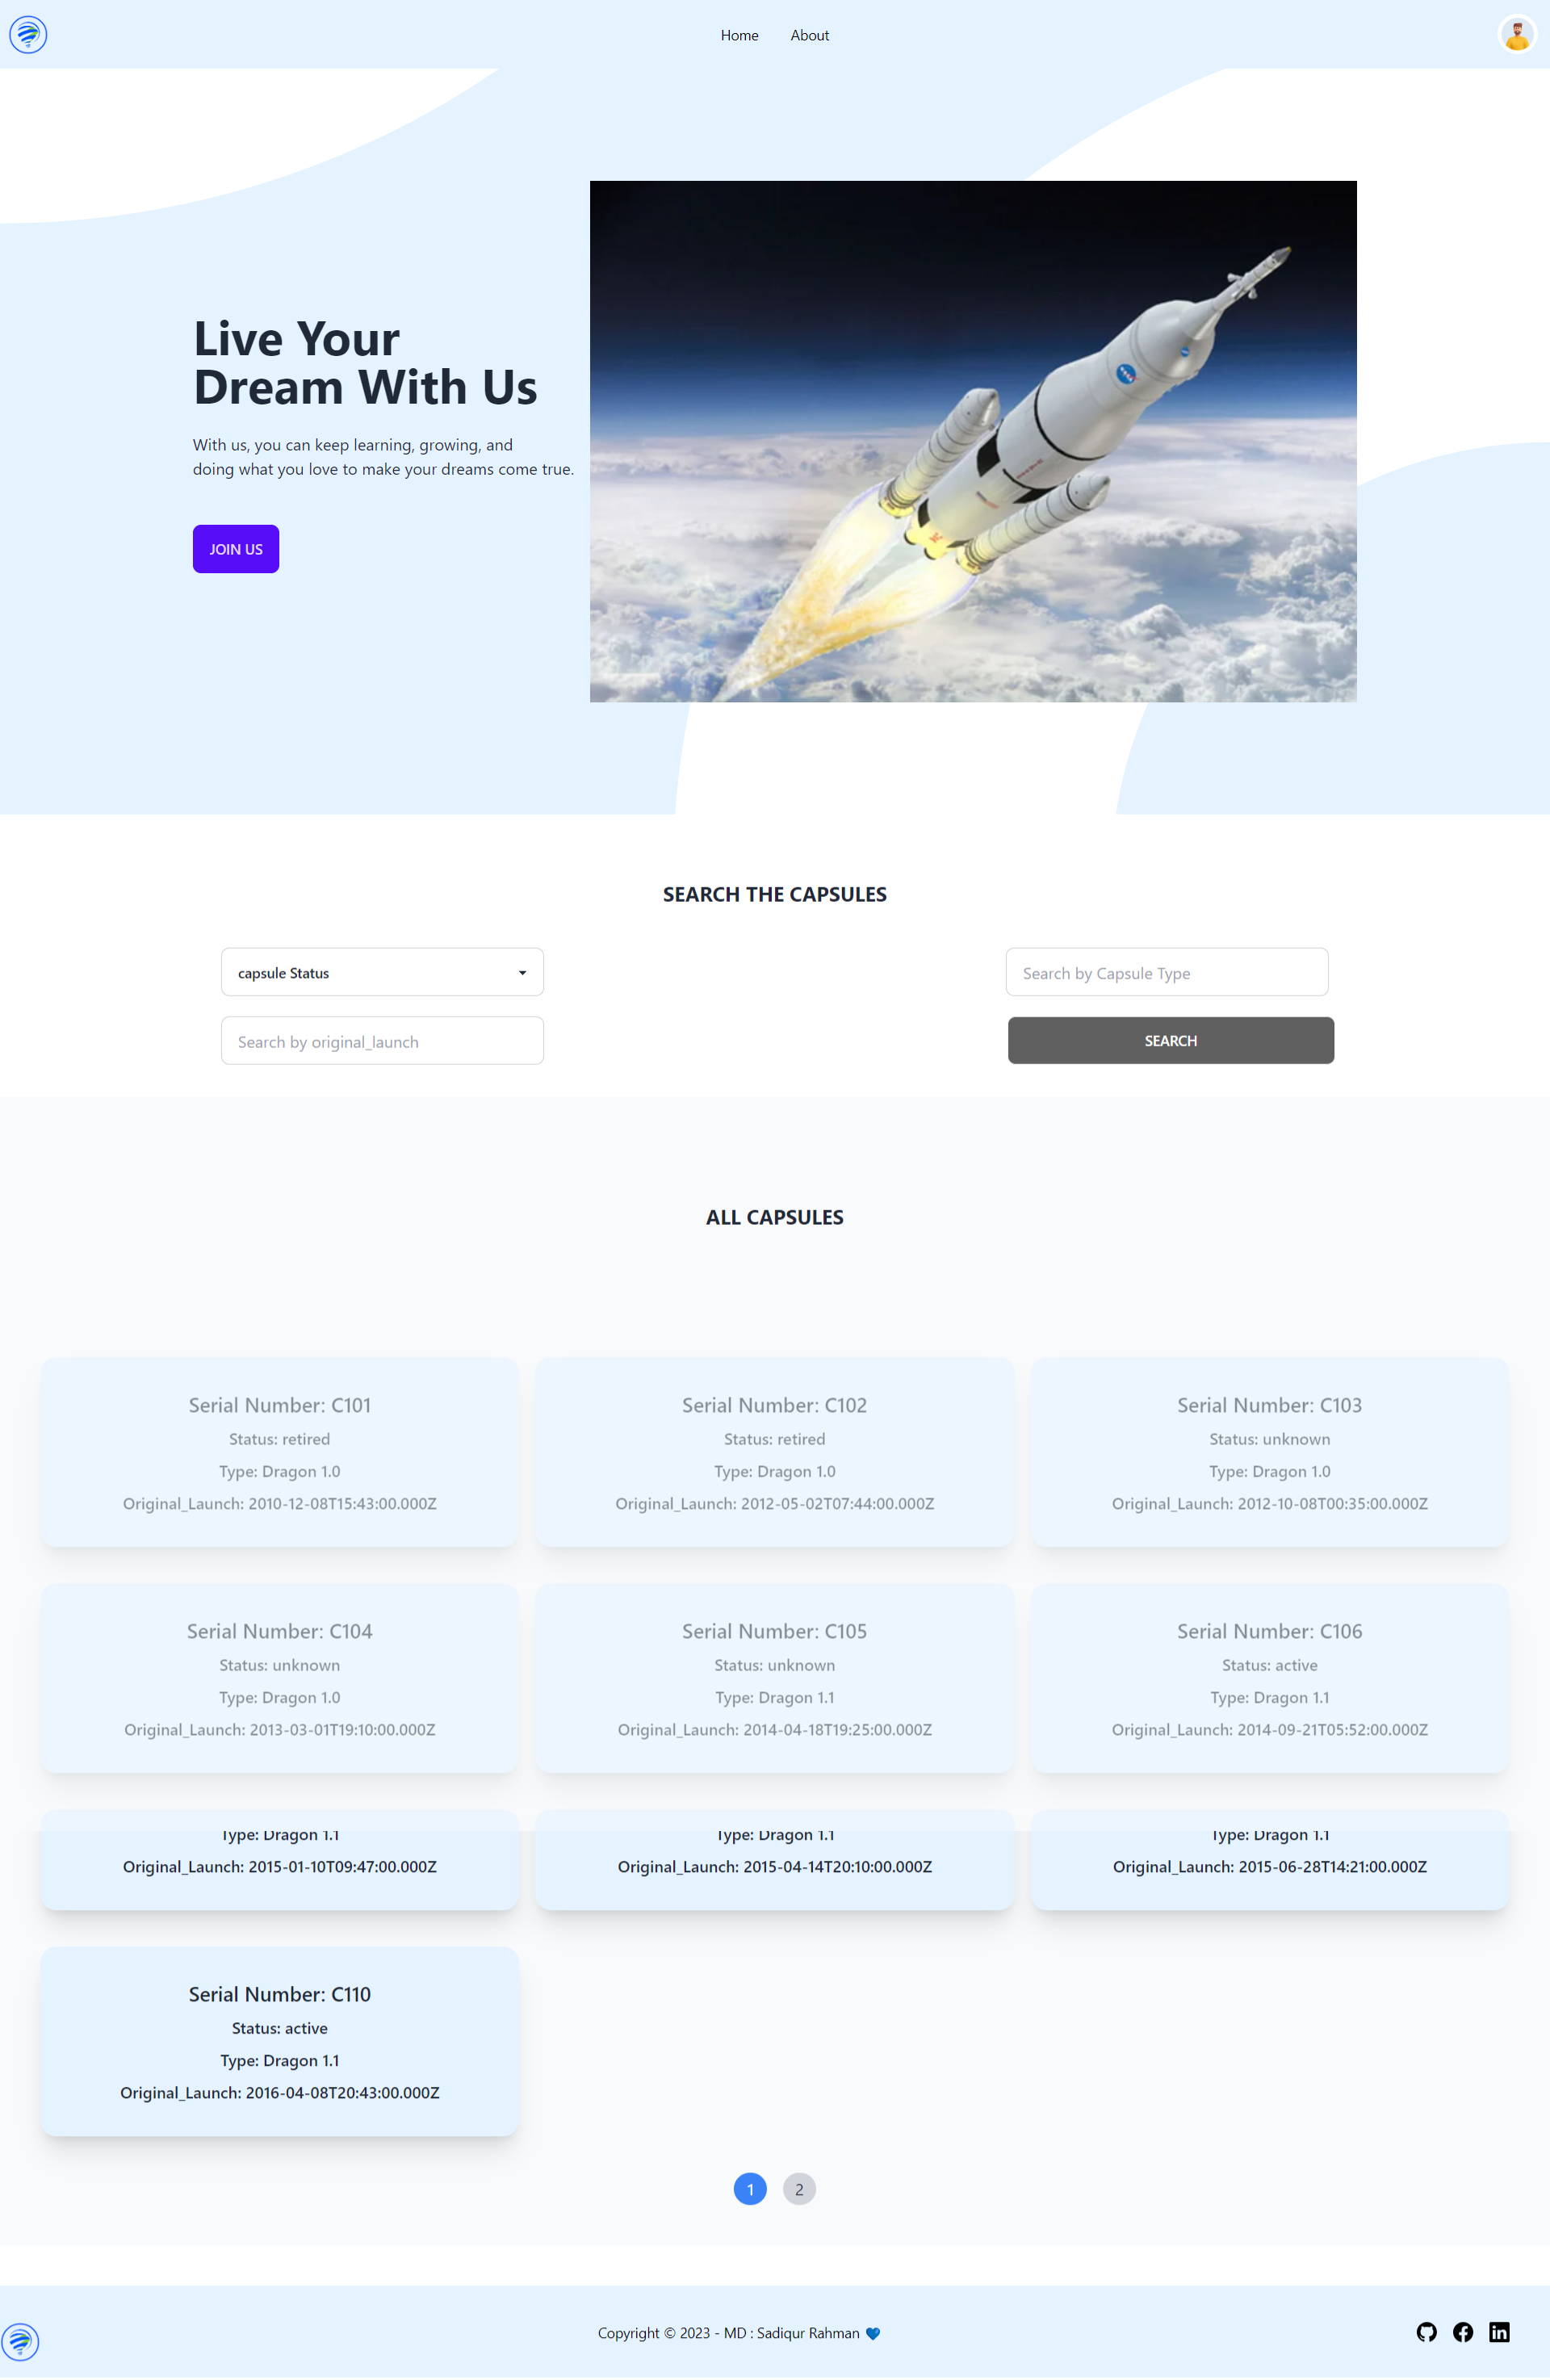 Home
About
Live Your
Dream With Us
With us, you can keep learning, growing, and
doing what you love to make your dreams come true.
JOIN US
SEARCH THE CAPSULES
capsule Status
Search by Capsule Type
Search by original_launch
SEARCH
ALL CAPSULES
Serial Number: C101
Status: retired
Type: Dragon 1.0
Original_Launch: 2010-12-08T15:43:00.000Z
Serial Number: C102
Status: retired
Type: Dragon 1.0
Original_Launch: 2012-05-02T07:44:00.000Z
Serial Number: C103
Status: unknown
Type: Dragon 1.0
Original_Launch: 2012-10-08T00:35:00.000Z
Serial Number: C104
Status: unknown
Type: Dragon 1.0
Original_Launch: 2013-03-01T19:10:00.000Z
Serial Number: C105
Status: unknown
Type: Dragon 1.1
Original_Launch: 2014-04-18T19:25:00.000Z
Serial Number: C106
Status: active
Type: Dragon 1.1
Original_Launch: 2014-09-21T05:52:00.000Z
Type: Dragon 1.1
Original_Launch: 2015-01-10T09:47:00.000Z
Type: Dragon 1.1
Original_Launch: 2015-04-14T20:10:00.000Z
Type: Dragon 1.1
Original_Launch: 2015-06-28T14:21:00.000Z
Serial Number: C110
Status: active
Type: Dragon 1.1
Original_Launch: 2016-04-08T20:43:00.000Z
1
2
Copyright © 2023 - MD : Sadiqur Rahman 💙